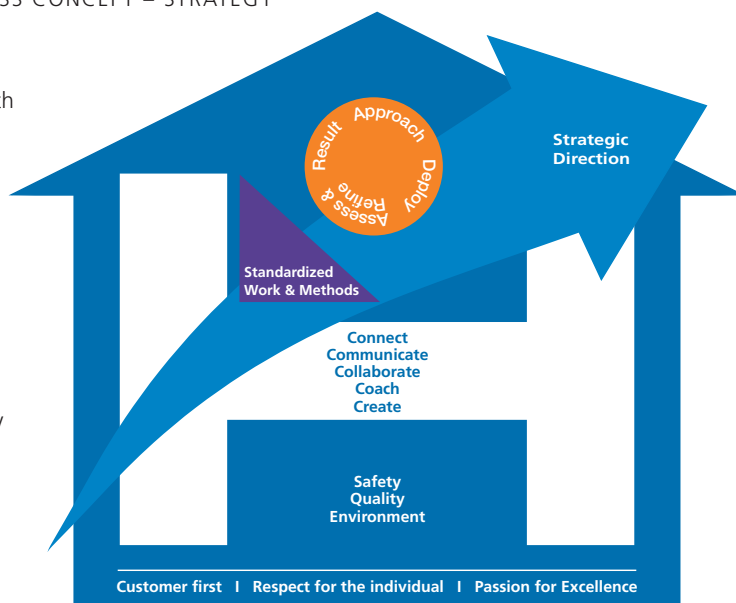 Approach
Deploy
Assess &
Refine
Result
Strategic
Direction
Standardized
Work & Methods
Connect
Communicate
Collaborate
Coach
Create
Safety
Quality
Environment
Customer first I Respect for the individual I Passion for Excellence